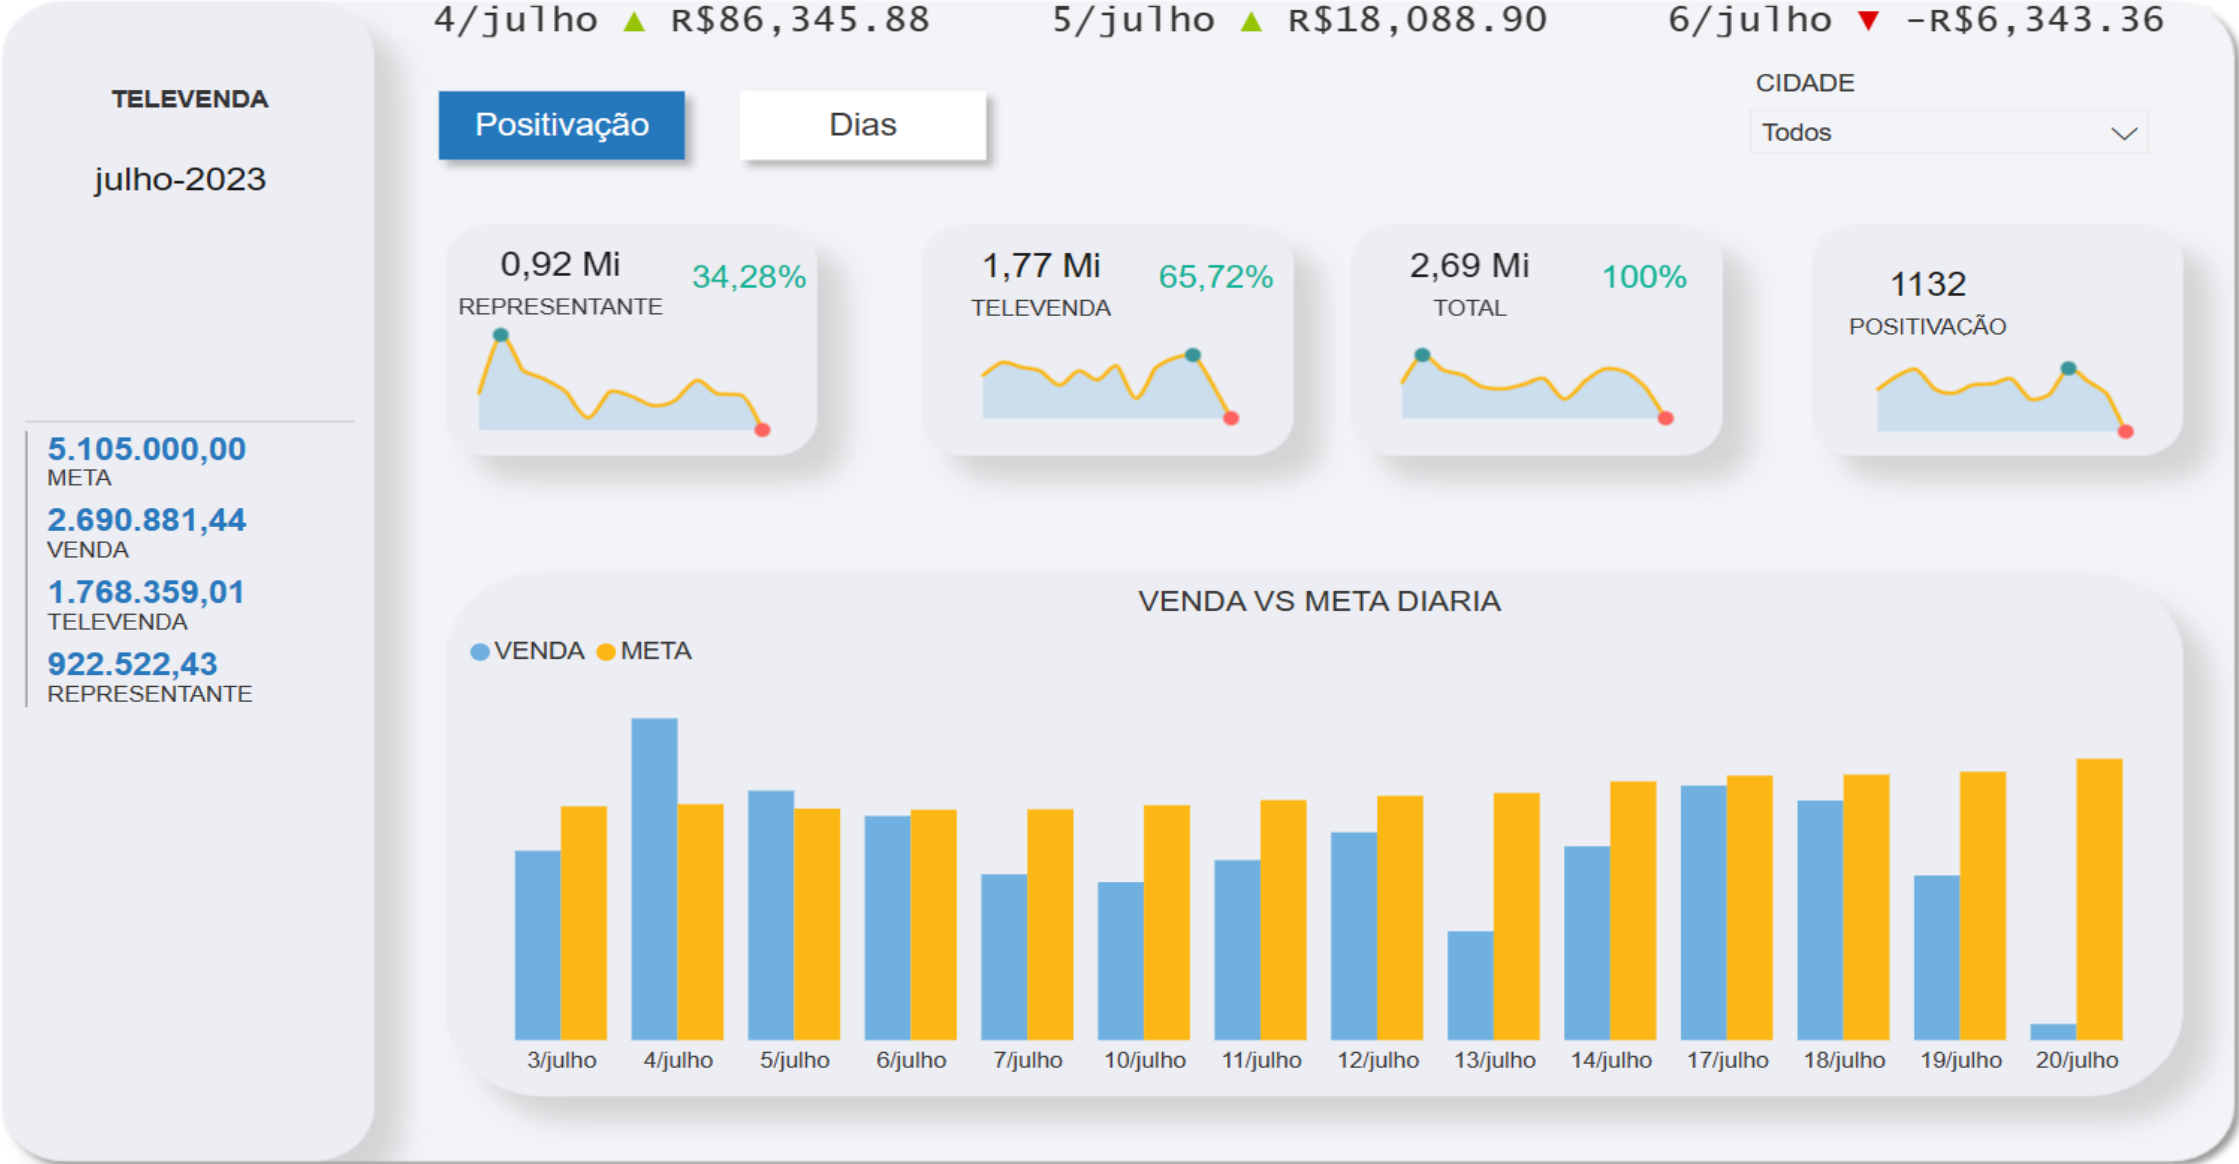 4/julho ▲ R$86,345.88 5/julho ▲ R$18,088.90 6/julho ▼ -R$6,343.36
TELEVENDA
julho-2023
5.105.000,00
META
2.690.881,44
VENDA
1.768.359,01
TELEVENDA
922.522,43
REPRESENTANTE
Positivação Dias
CIDADE
Todos
0,92 Mi 34,28%
REPRESENTANTE
1,77 Mi 65,72%
TELEVENDA
2,69 Mi 100%
TOTAL
1132
POSITIVAÇÃO
VENDA VS META DIARIA
VENDA META
3/julho 4/julho 5/julho 6/julho 7/julho 10/julho 11/julho 12/julho 13/julho 14/julho 17/julho 18/julho 19/julho 20/julho